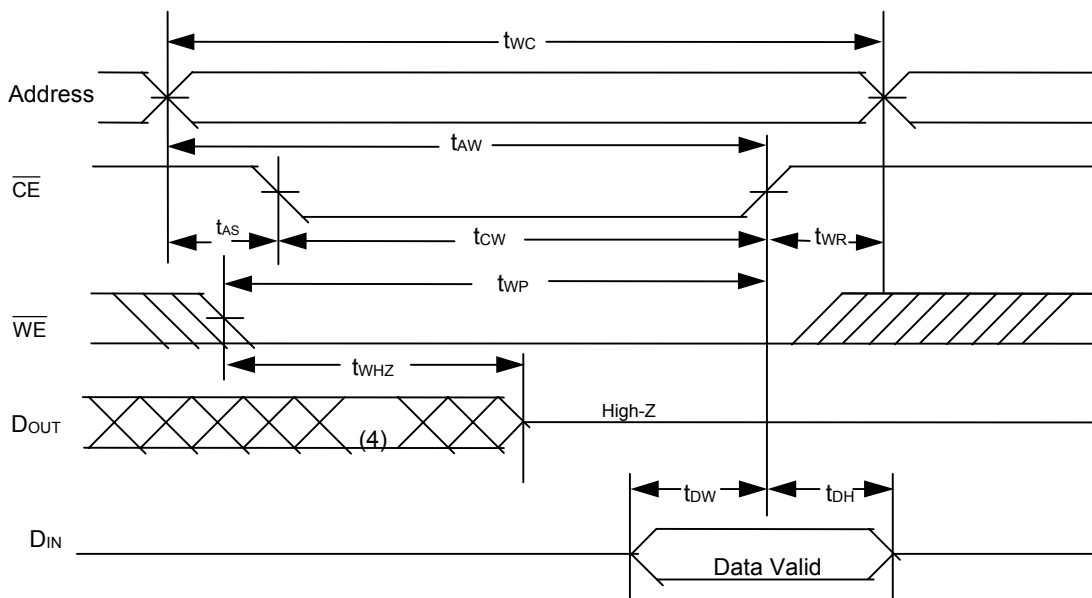 tWC
Address
tAW
CE
tAS
tCW
tWR
tWP
WE
tWHZ
DOUT
(4)
High-Z
tDW
tDH
DIN
Data Valid